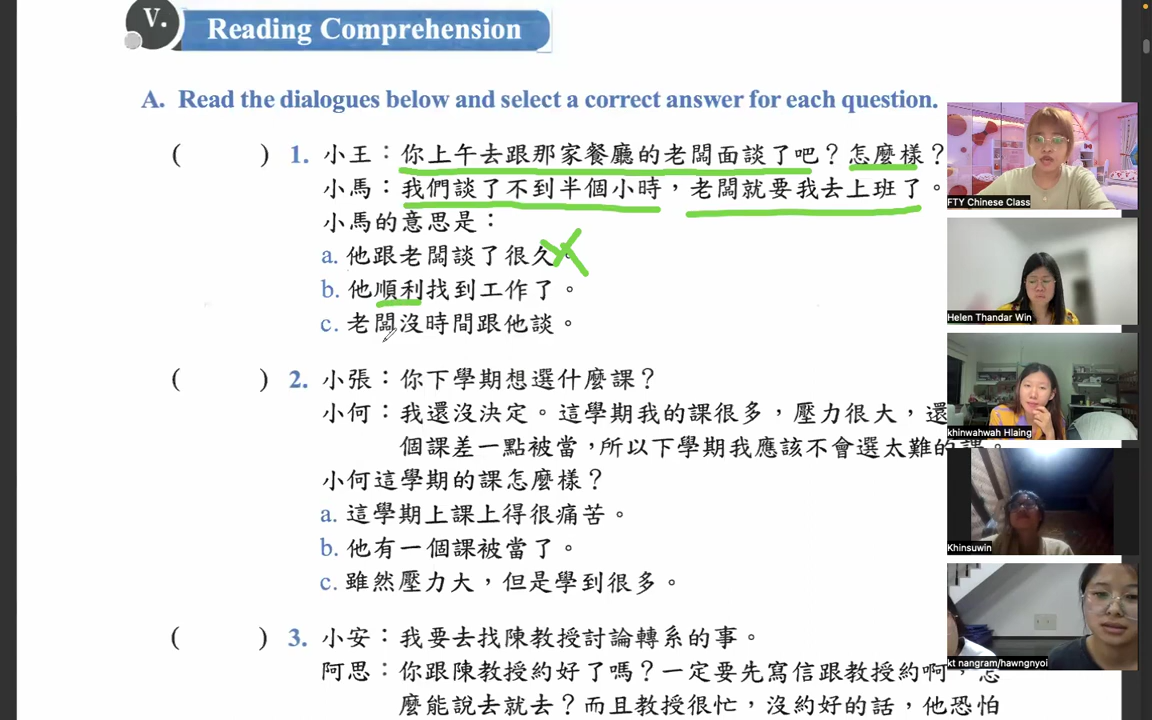 V.
Reading Comprehension
A. Read the dialogues below and select a correct answer for each question.
( ) 1. 小王：你上午去跟那家餐廳的老闆面談了吧？怎麼樣？
小馬：我們談了不到半個小時，老闆就要我去上班了。
小馬的意思是：
a. 他跟老闆談了很久。
b. 他順利找到工作了。
c. 老闆沒時間跟他談。
( ) 2. 小張：你下學期想選什麼課？
小何：我還沒決定。這學期我的課很多，壓力很大，還
個課差一點被當，所以下學期我應該不會選太難的課。
小何這學期的課怎麼樣？
a. 這學期上課上得很痛苦。
b. 他有一個課被當了。
c. 雖然壓力大，但是學到很多。
( ) 3. 小安：我要去找陳教授討論轉系的事。
阿思：你跟陳教授約好了嗎？一定要先寫信跟教授約啊，怎
麼能說去就去？而且教授很忙，沒約好的話，他恐怕
FTY Chinese Class
Helen Thandar Win
khinwahwah Hlaing
Khinsuwin
kt nangram/hawngnyoi